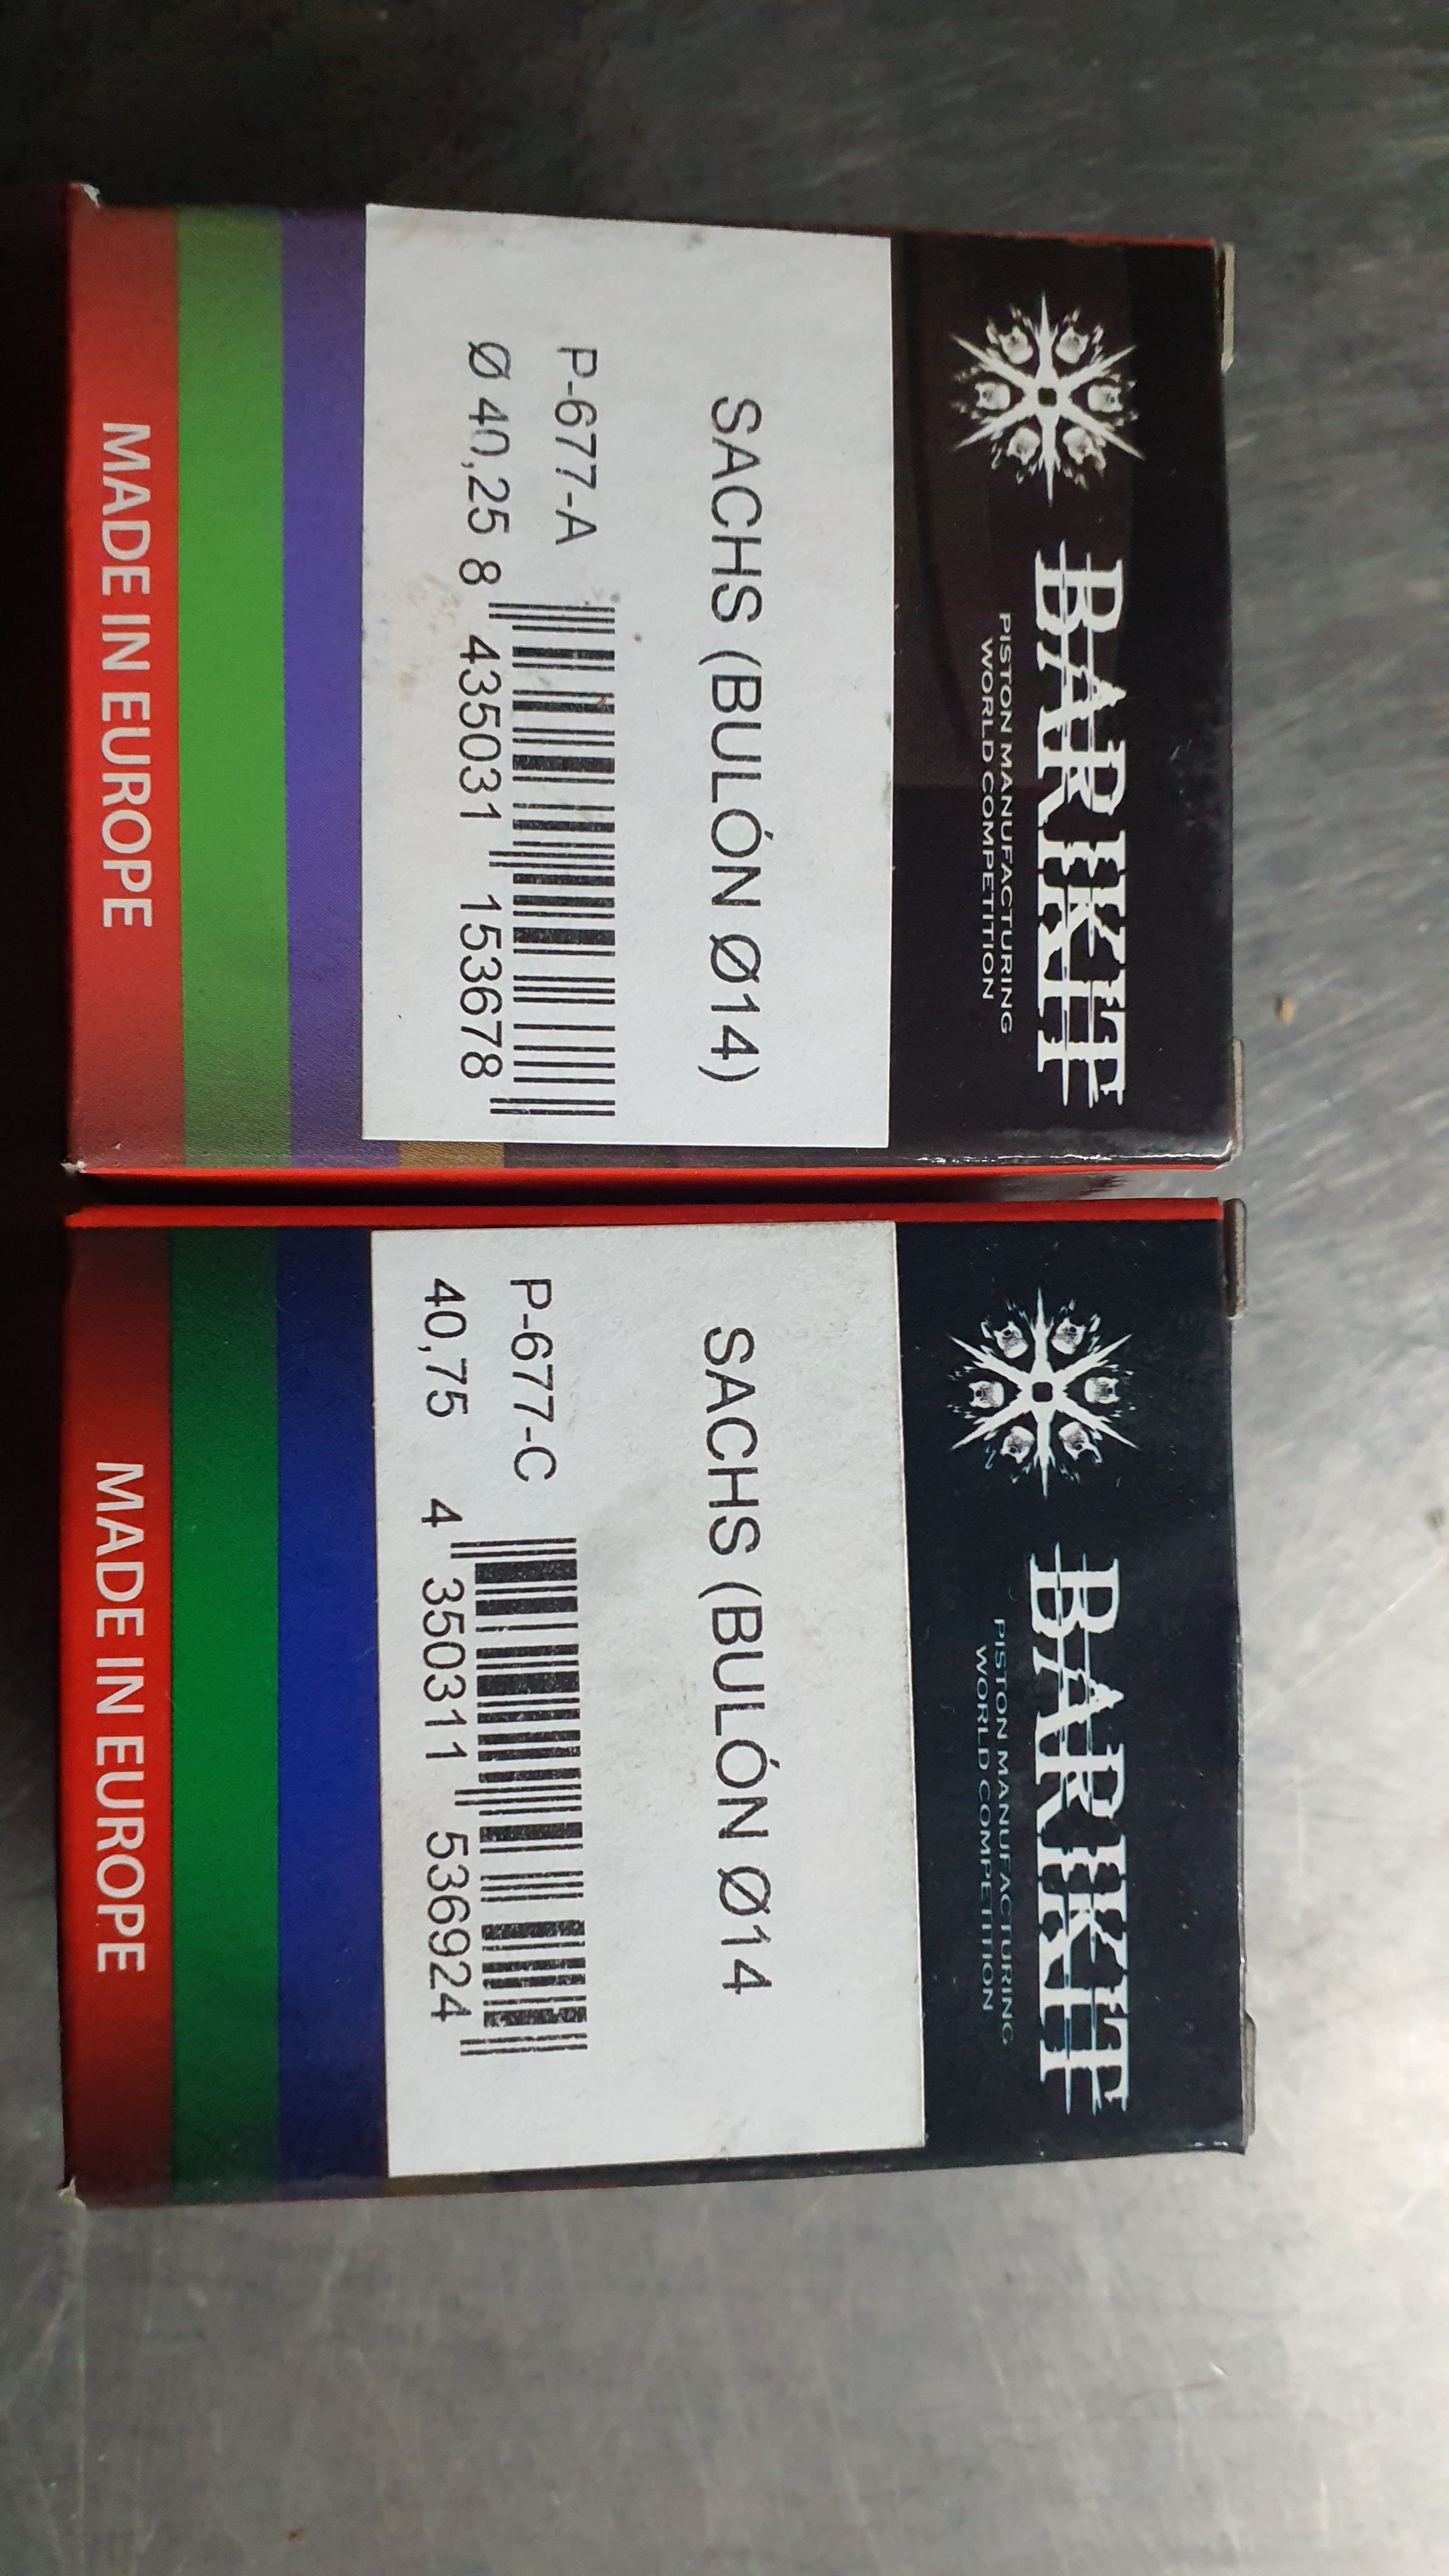 BARIKIT
PISTON MANUFACTURING
WORLD COMPETITION
SACHS (BULÓN Ø14)
P-677-A
Ø 40,25
8 435031 153678
MADE IN EUROPE
BARIKIT
PISTON MANUFACTURING
WORLD COMPETITION
SACHS (BULÓN Ø14
P-677-C
40,75
4 350311 536924
MADE IN EUROPE